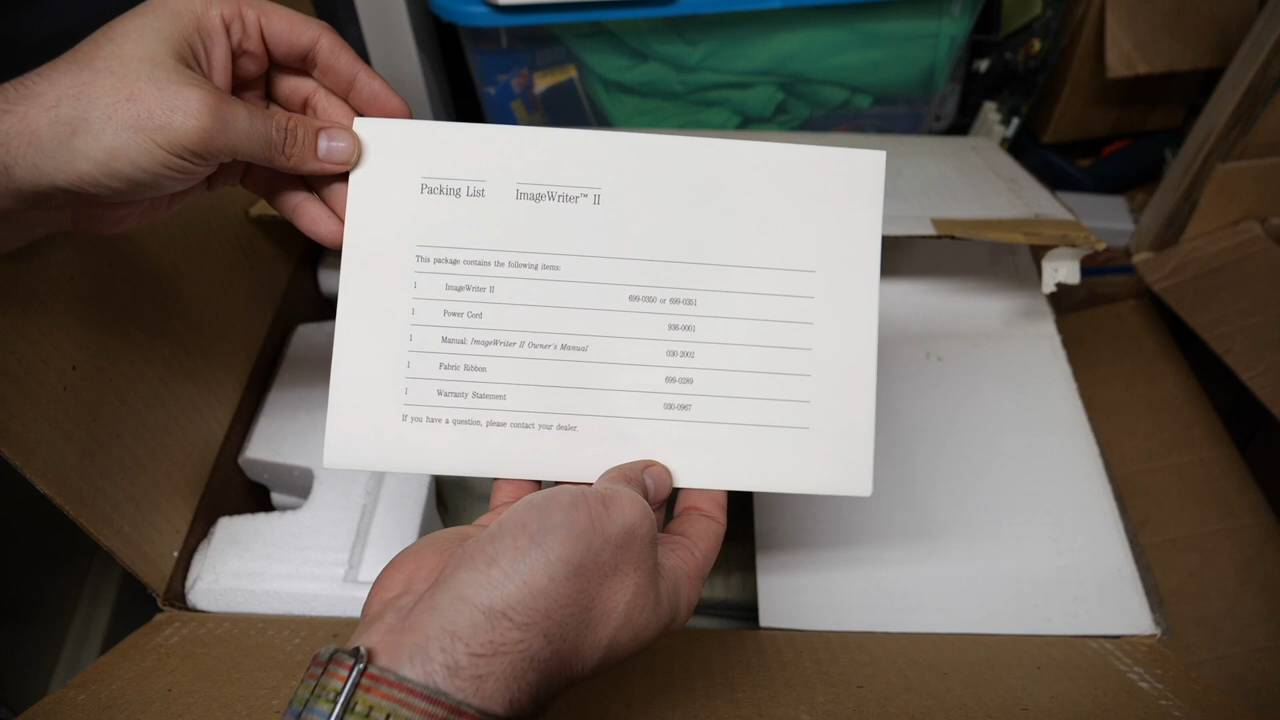 Packing List ImageWriter™ II
This package contains the following items:
1 ImageWriter II 699-0350 or 699-0351
1 Power Cord 936-0001
1 Manual: ImageWriter II Owner's Manual 030-2002
1 Fabric Ribbon 699-0289
1 Warranty Statement 030-0967
If you have a question, please contact your dealer.